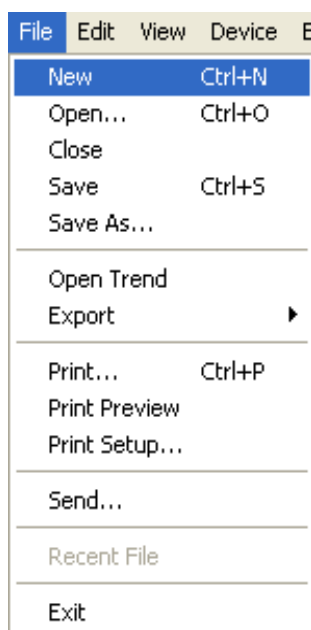 File Edit View Device
New Ctrl+N
Open... Ctrl+O
Close
Save Ctrl+S
Save As...
Open Trend
Export
Print... Ctrl+P
Print Preview
Print Setup...
Send...
Recent File
Exit